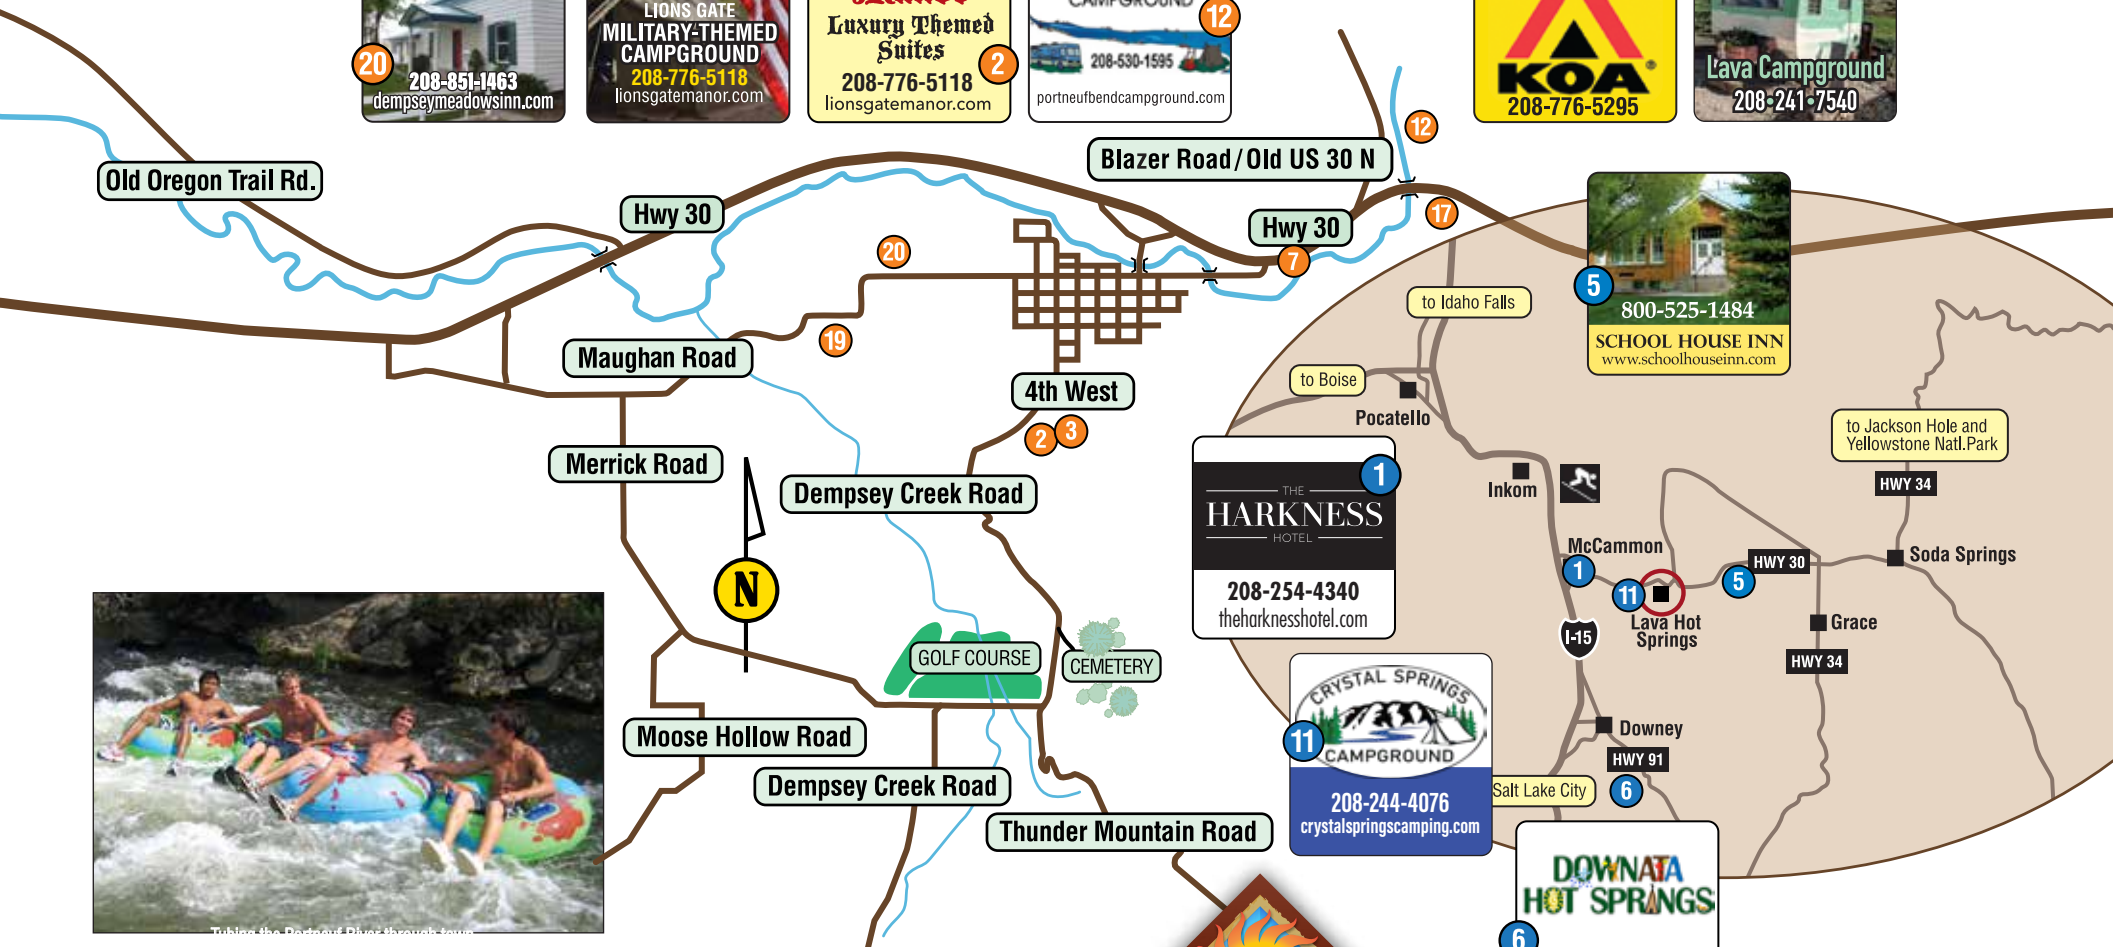 20
208-851-1463
dempseymeadowsinn.com
LIONS GATE
MILITARY-THEMED
CAMPGROUND
208-776-5118
lionsgatemanor.com
Luxury Themed
Suites
2
208-776-5118
lionsgatemanor.com
CAMPGROUND
12
208-530-1595
portneufbendcampground.com
KOA®
208-776-5295
Lava Campground
208•241•7540
Old Oregon Trail Rd.
Hwy 30
Blazer Road/Old US 30 N
12
Hwy 30
17
7
20
19
Maughan Road
4th West
2
3
Merrick Road
Dempsey Creek Road
N
GOLF COURSE
CEMETERY
Moose Hollow Road
Dempsey Creek Road
Thunder Mountain Road
Tubing the Portneuf River through town
5
800-525-1484
SCHOOL HOUSE INN
www.schoolhouseinn.com
to Idaho Falls
to Boise
Pocatello
to Jackson Hole and
Yellowstone Natl.Park
HWY 34
Inkom
1
THE
HARKNESS
HOTEL
208-254-4340
theharknesshotel.com
McCammon
1
HWY 30
Soda Springs
11
5
Lava Hot
Springs
I-15
Grace
HWY 34
CRYSTAL SPRINGS
11
CAMPGROUND
208-244-4076
crystalspringscamping.com
Downey
HWY 91
Salt Lake City
6
DOWNATA
HOT SPRINGS
6